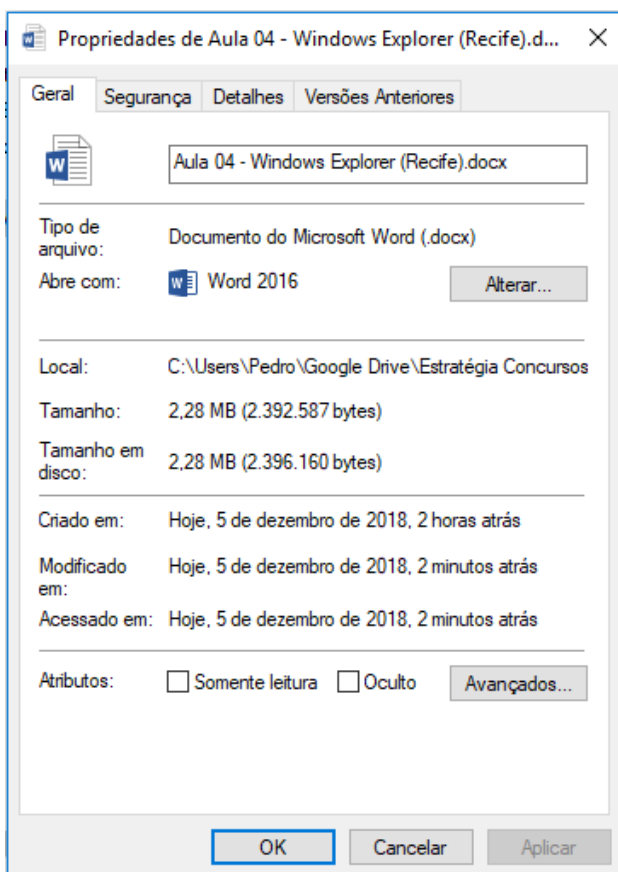 Propriedades de Aula 04 - Windows Explorer (Recife).d...
Geral Segurança Detalhes Versões Anteriores
Aula 04 - Windows Explorer (Recife).docx
Tipo de
arquivo:
Documento do Microsoft Word (.docx)
Abre com: Word 2016 Alterar...
Local: C:\Users\Pedro\Google Drive\Estratégia Concursos
Tamanho: 2,28 MB (2.392.587 bytes)
Tamanho em
disco:
2,28 MB (2.396.160 bytes)
Criado em: Hoje, 5 de dezembro de 2018, 2 horas atrás
Modificado
em:
Hoje, 5 de dezembro de 2018, 2 minutos atrás
Acessado em: Hoje, 5 de dezembro de 2018, 2 minutos atrás
Atributos: Somente leitura Oculto Avançados...
OK Cancelar Aplicar